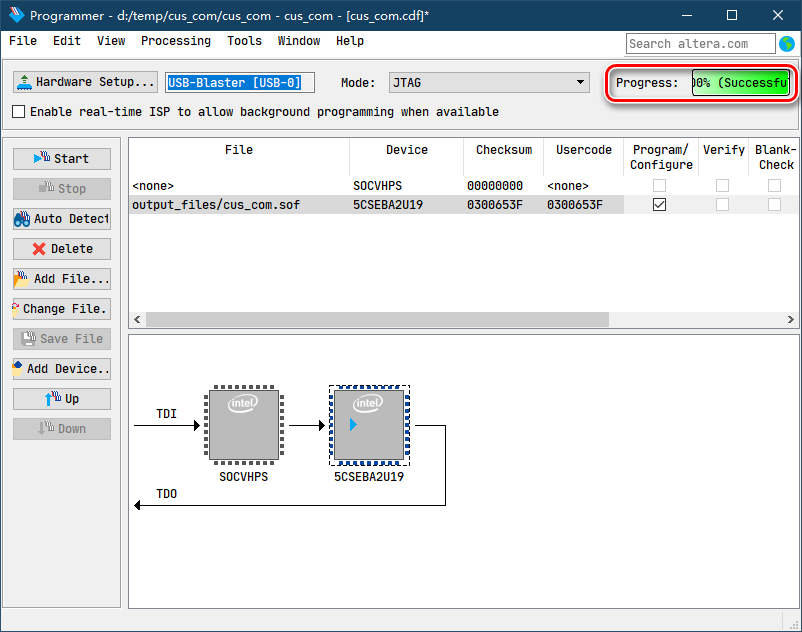 Programmer - d:/temp/cus_com/cus_com - cus_com - [cus_com.cdf]*
File Edit View Processing Tools Window Help
Search altera.com
Hardware Setup... USB-Blaster [USB-0] Mode: JTAG Progress: 00% (Successfu
Enable real-time ISP to allow background programming when available
Start
Stop
Auto Detect
Delete
Add File...
Change File.
Save File
Add Device..
Up
Down
File Device Checksum Usercode Program/ Verify Blank-
Configure Check
<none> SOCVHPS 00000000 <none>
output_files/cus_com.sof 5CSEBA2U19 0300653F 0300653F
intel intel
TDI
SOCVHPS 5CSEBA2U19
TDO